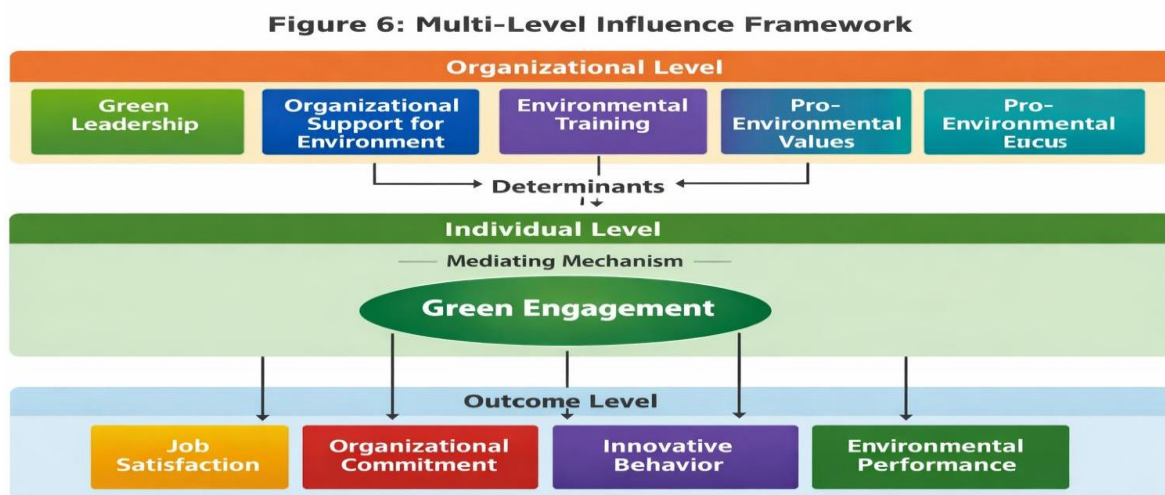 Figure 6: Multi-Level Influence Framework
Organizational Level
Green
Leadership
Organizational
Support for
Environment
Environmental
Training
Pro-
Environmental
Values
Pro-
Environmental
Determinants
Individual Level
Mediating Mechanism
Green Engagement
Outcome Level
Job
Satisfaction
Organizational
Commitment
Innovative
Behavior
Environmental
Performance